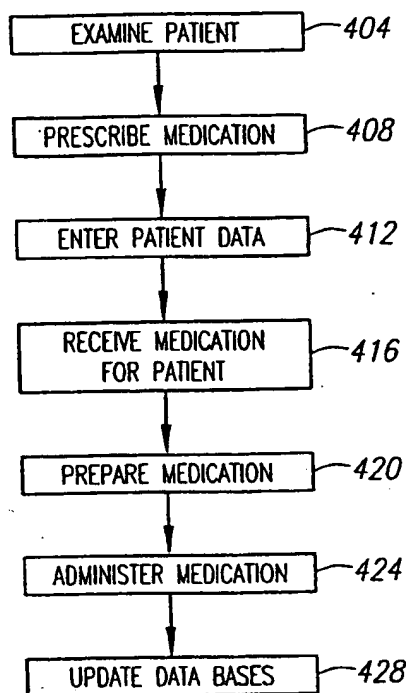 EXAMINE PATIENT 404
PRESCRIBE MEDICATION 408
ENTER PATIENT DATA 412
RECEIVE MEDICATION
FOR PATIENT 416
PREPARE MEDICATION 420
ADMINISTER MEDICATION 424
UPDATE DATA BASES 428